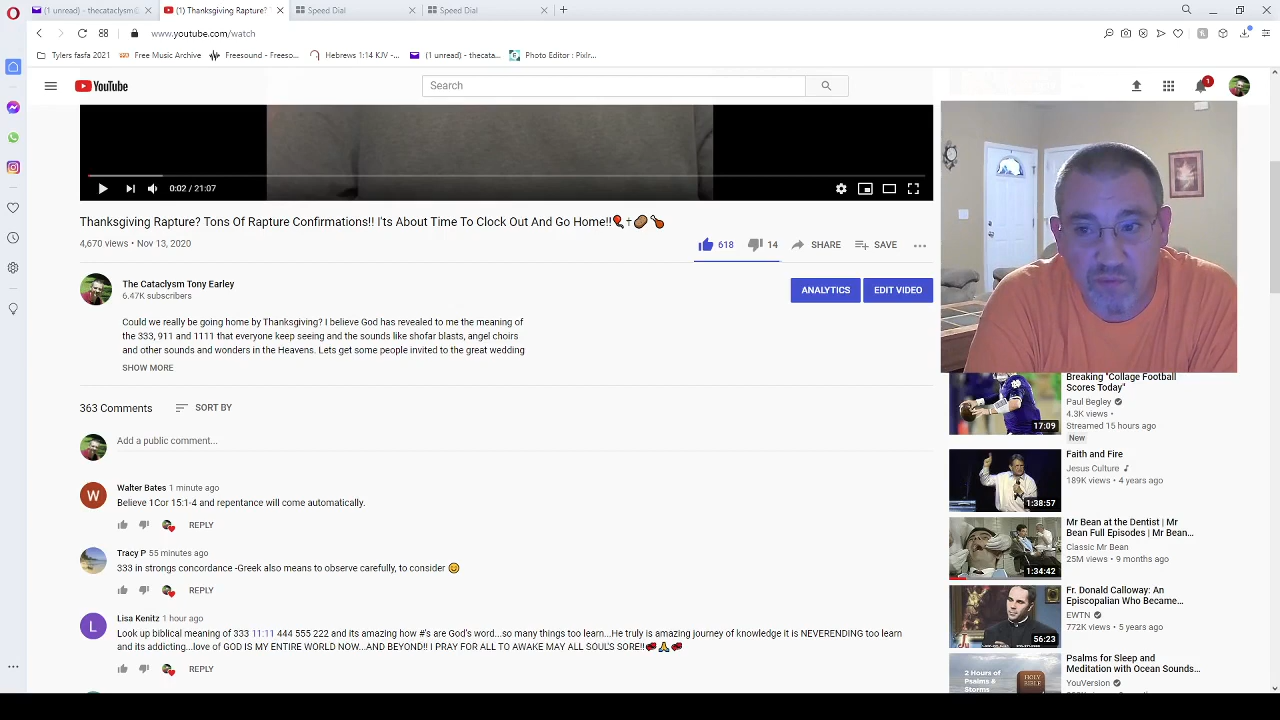 (1 unread) - thecataclysm@
(1) Thanksgiving Rapture?
Speed Dial
Speed Dial
www.youtube.com/watch
Tylers fasfa 2021
Free Music Archive
Freesound - Freeso...
Hebrews 1:14 KJV -...
(1 unread) - thecata...
Photo Editor : Pixlr...
YouTube
Search
1
0:02 / 21:07
Thanksgiving Rapture? Tons Of Rapture Confirmations!! I'ts About Time To Clock Out And Go Home!!🎈✝🥔🍗
4,670 views • Nov 13, 2020
618
14
SHARE
SAVE
The Cataclysm Tony Earley
6.47K subscribers
ANALYTICS
EDIT VIDEO
Could we really be going home by Thanksgiving? I believe God has revealed to me the meaning of
the 333, 911 and 1111 that everyone keep seeing and the sounds like shofar blasts, angel choirs
and other sounds and wonders in the Heavens. Lets get some people invited to the great wedding
SHOW MORE
363 Comments
SORT BY
Add a public comment...
W
Walter Bates 1 minute ago
Believe 1Cor 15:1-4 and repentance will come automatically.
REPLY
Tracy P 55 minutes ago
333 in strongs concordance -Greek also means to observe carefully, to consider 😊
REPLY
L
Lisa Kenitz 1 hour ago
Look up biblical meaning of 333 11:11 444 555 222 and its amazing how #'s are God's word...so many things too learn...He truly is amazing journey of knowledge it is NEVERENDING too learn
and its addicting...love of GOD IS MY ENTIRE WORLD NOW...AND BEYOND!! I PRAY FOR ALL TO AWAKE MAY ALL SOUL'S SORE!!💞🙏💞
REPLY
Breaking "Collage Football
Scores Today"
Paul Begley
4.3K views •
Streamed 15 hours ago
New
17:09
Faith and Fire
Jesus Culture
189K views • 4 years ago
1:38:57
Mr Bean at the Dentist | Mr
Bean Full Episodes | Mr Bean...
Classic Mr Bean
25M views • 9 months ago
1:34:42
Fr. Donald Calloway: An
Episcopalian Who Became...
EWTN
772K views • 5 years ago
56:23
Psalms for Sleep and
Meditation with Ocean Sounds...
YouVersion
2 Hours of
Psalms &
Storms